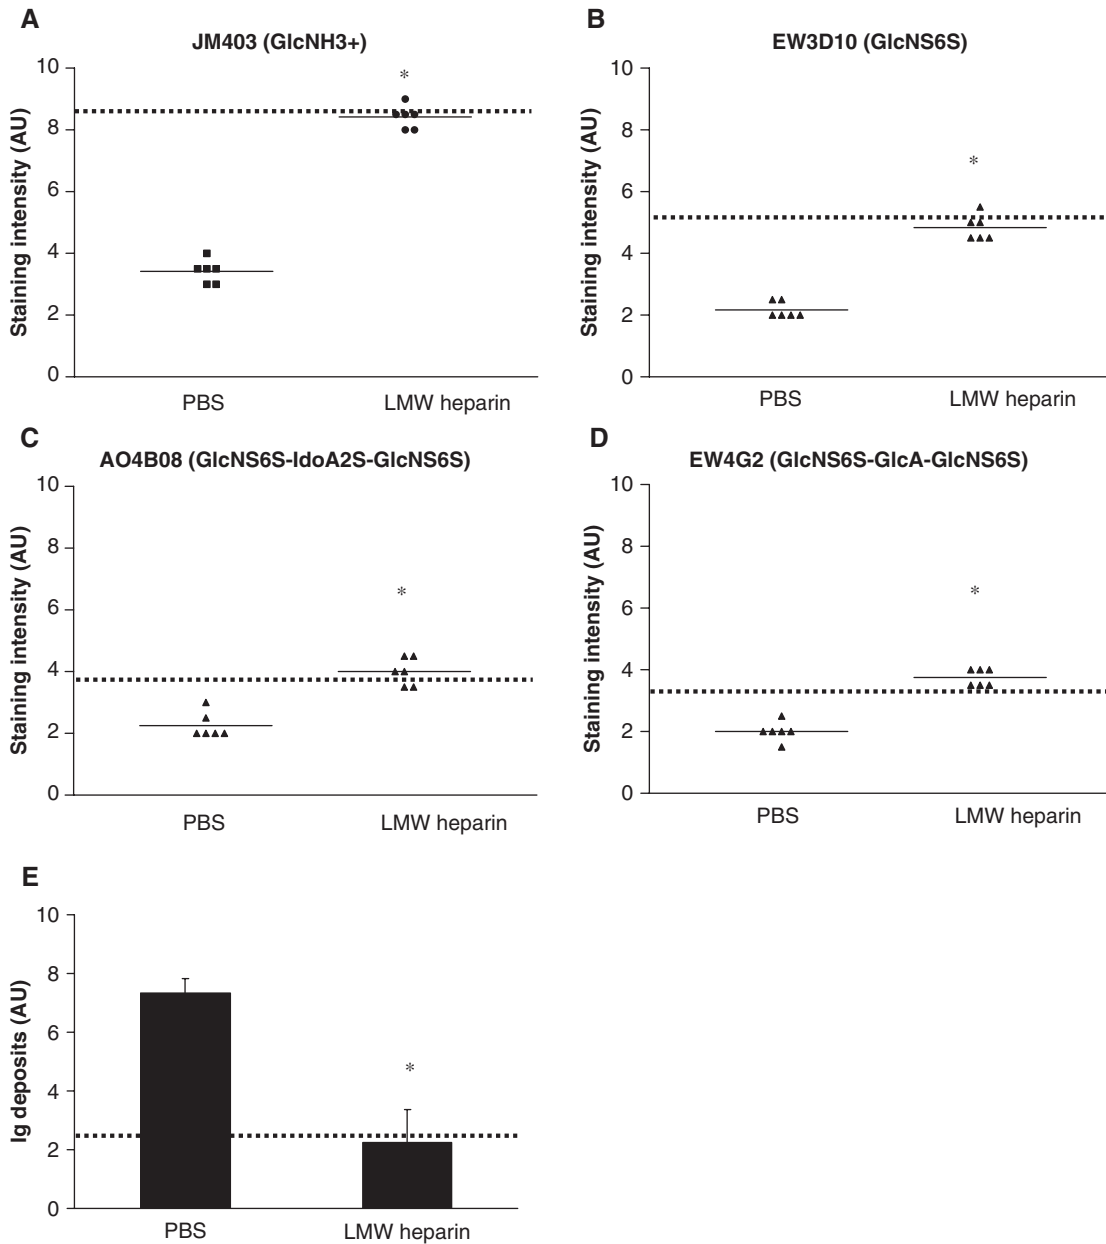 A
JM403 (GlcNH3+)
Staining intensity (AU)
10
8
6
4
2
0
*
PBS
LMW heparin
B
EW3D10 (GlcNS6S)
Staining intensity (AU)
10
8
6
4
2
0
*
PBS
LMW heparin
C
AO4B08 (GlcNS6S-IdoA2S-GlcNS6S)
Staining intensity (AU)
10
8
6
4
2
0
*
PBS
LMW heparin
D
EW4G2 (GlcNS6S-GlcA-GlcNS6S)
Staining intensity (AU)
10
8
6
4
2
0
*
PBS
LMW heparin
E
Ig deposits (AU)
10
8
6
4
2
0
*
PBS
LMW heparin